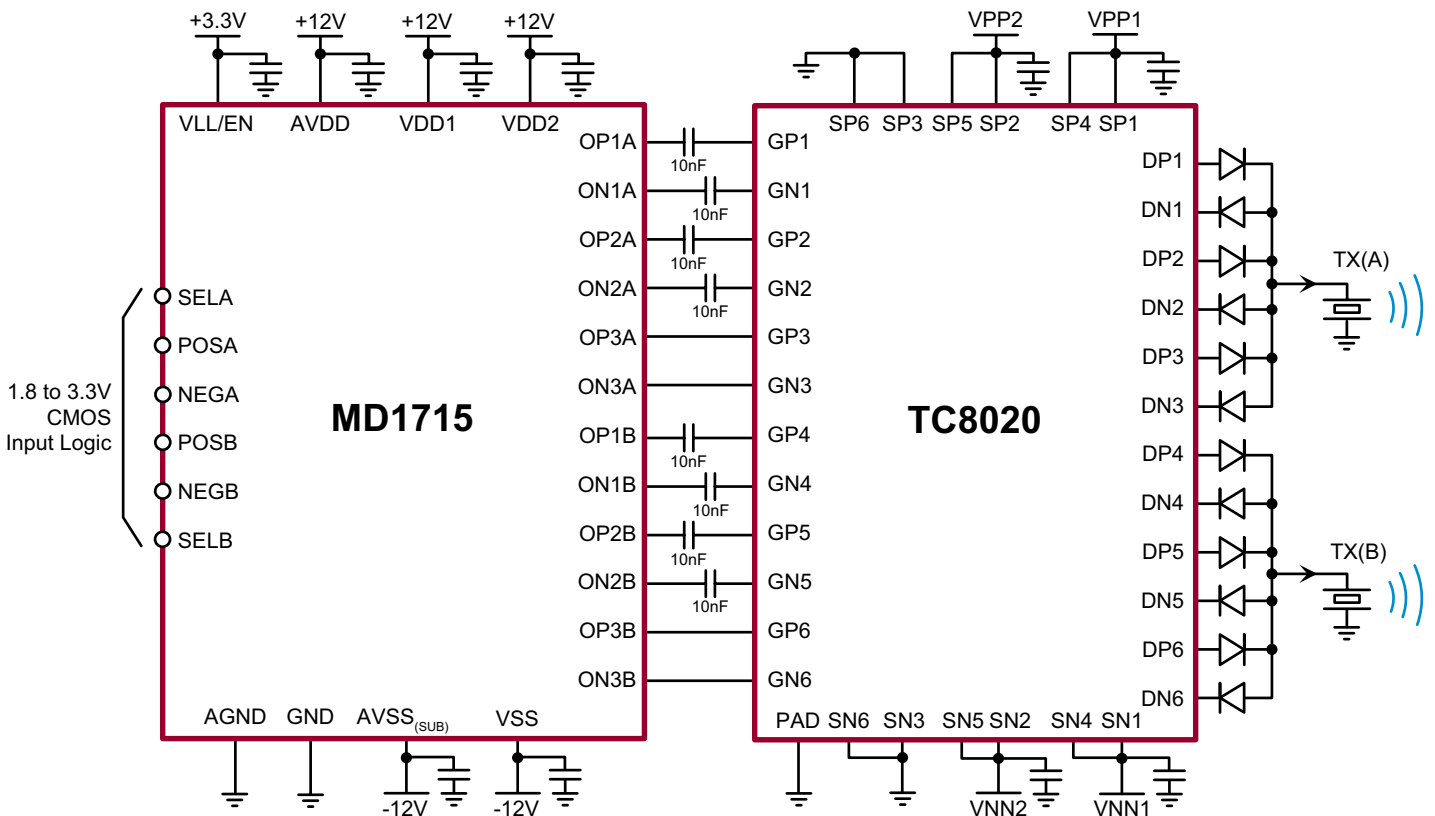 +3.3V +12V +12V +12V VPP2 VPP1
VLL/EN AVDD VDD1 VDD2
SP6 SP3 SP5 SP2 SP4 SP1
OP1A 10nF GP1
ON1A 10nF GN1
OP2A 10nF GP2
ON2A 10nF GN2
OP3A GP3
ON3A GN3
OP1B 10nF GP4
ON1B 10nF GN4
OP2B 10nF GP5
ON2B 10nF GN5
OP3B GP6
ON3B GN6
SELA
POSA
NEGA
POSB
NEGB
SELB
1.8 to 3.3V
CMOS
Input Logic
MD1715
TC8020
DP1
DN1
DP2
DN2
DP3
DN3
DP4
DN4
DP5
DN5
DP6
DN6
TX(A)
TX(B)
AGND GND AVSS(SUB) VSS
PAD SN6 SN3 SN5 SN2 SN4 SN1
-12V -12V VNN2 VNN1